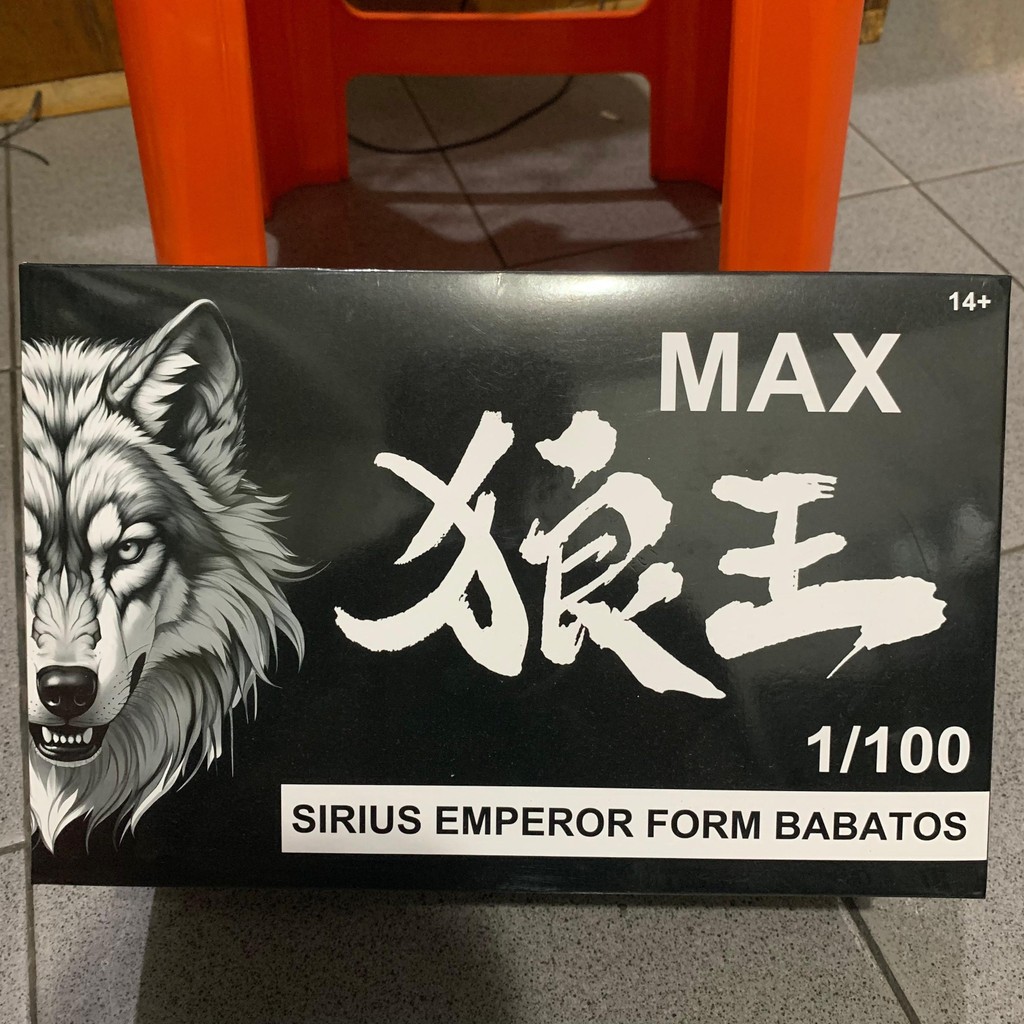 14+
MAX
狼王
1/100
SIRIUS EMPEROR FORM BABATOS